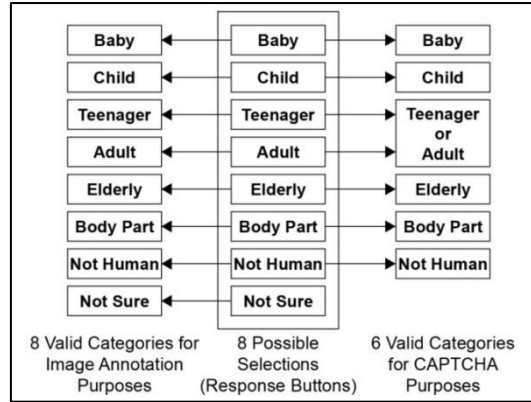 Baby Baby Baby
Child Child Child
Teenager Teenager Teenager
or
Adult Adult Adult
Elderly Elderly Elderly
Body Part Body Part Body Part
Not Human Not Human Not Human
Not Sure Not Sure
8 Valid Categories for
Image Annotation
Purposes
8 Possible
Selections
(Response Buttons)
6 Valid Categories
for CAPTCHA
Purposes